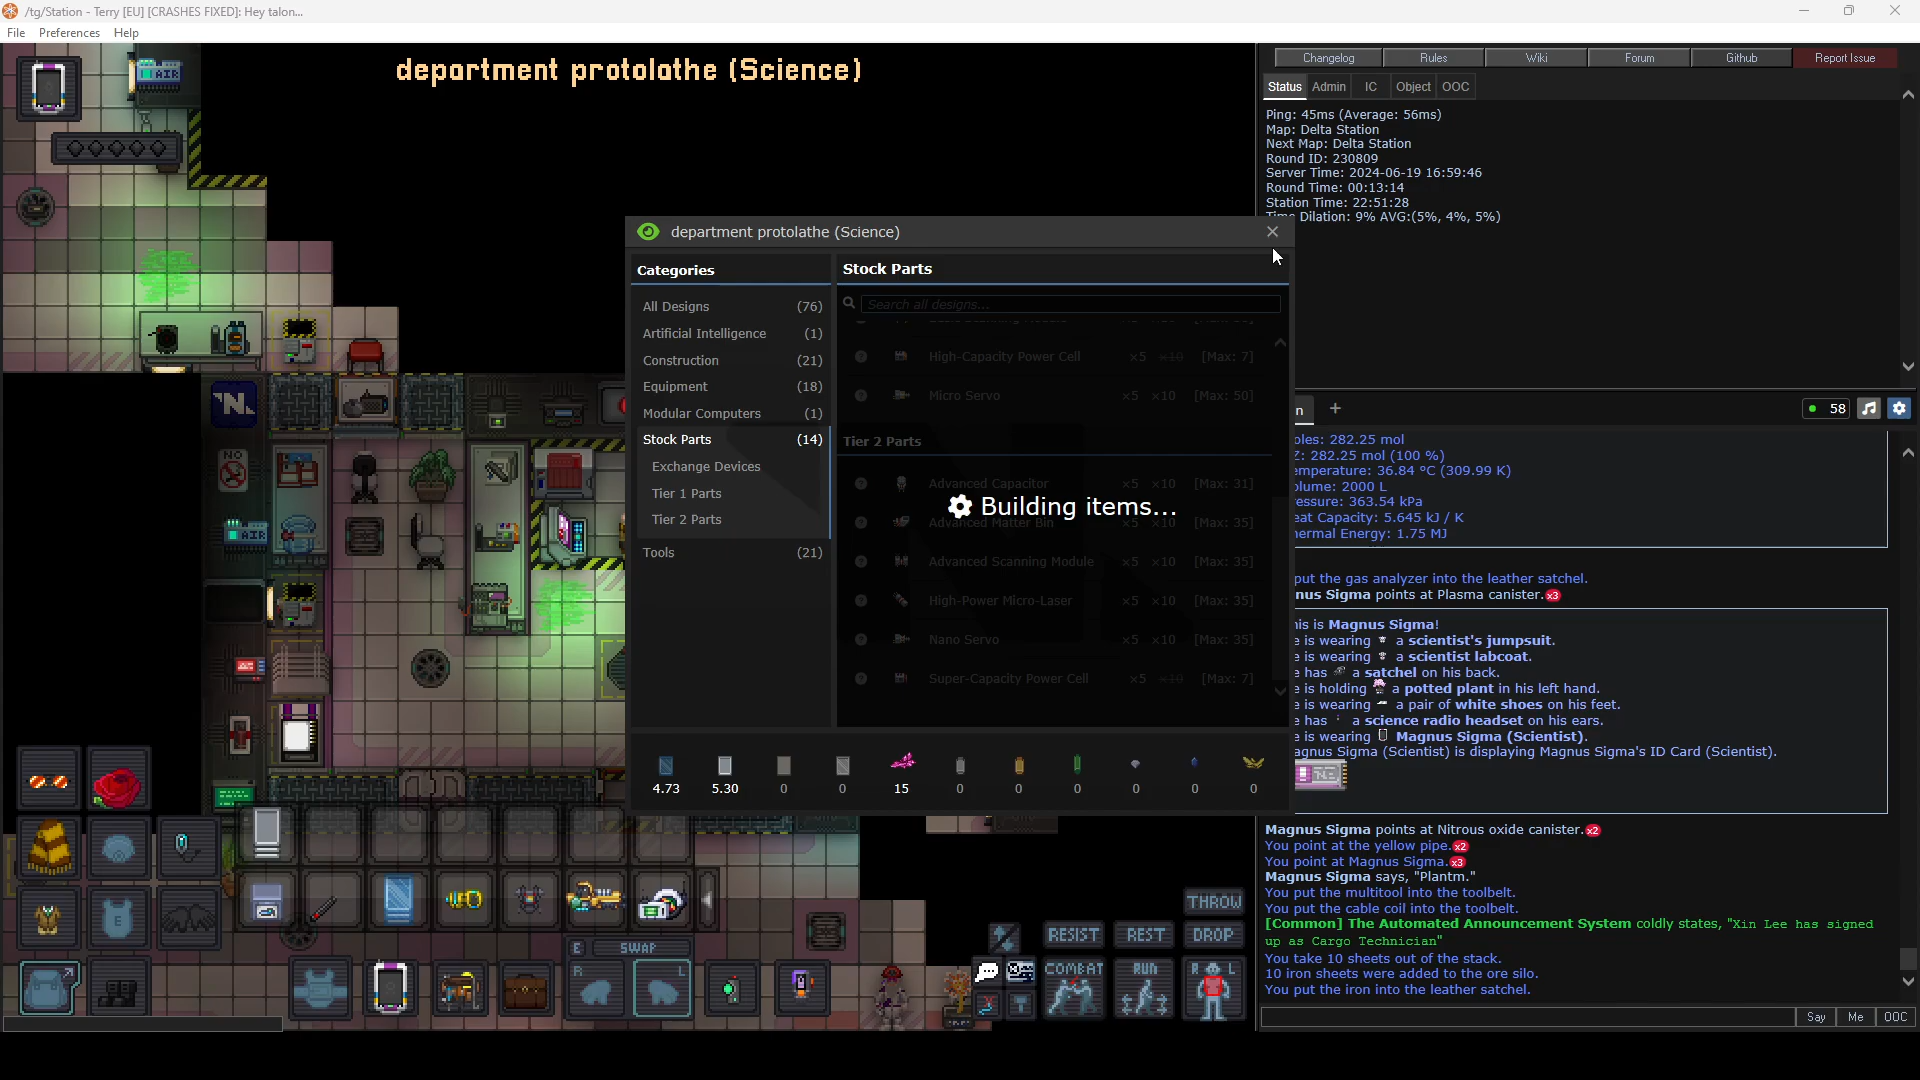 /tg/Station - Terry [EU] [CRASHES FIXED]: Hey talon...
File Preferences Help
department protolathe (Science)
Changelog Rules Wiki Forum Github Report Issue
Status Admin IC Object OOC
Ping: 45ms (Average: 56ms)
Map: Delta Station
Next Map: Delta Station
Round ID: 230809
Server Time: 2024-06-19 16:59:46
Round Time: 00:13:14
Station Time: 22:51:28
Dilation: 9% AVG:(5%, 4%, 5%)
department protolathe (Science)
Categories
All Designs (76)
Artificial Intelligence (1)
Construction (21)
Equipment (18)
Modular Computers (1)
Stock Parts (14)
Exchange Devices
Tier 1 Parts
Tier 2 Parts
Tools (21)
Stock Parts
Search all designs...
High-Capacity Power Cell x5 x10 [Max: 7]
Micro Servo x5 x10 [Max: 50]
Tier 2 Parts
Advanced Capacitor x5 x10 [Max: 31]
Building items...
Advanced Matter Bin x5 x10 [Max: 35]
Advanced Scanning Module x5 x10 [Max: 35]
High-Power Micro-Laser x5 x10 [Max: 35]
Nano Servo x5 x10 [Max: 35]
Super-Capacity Power Cell x5 x10 [Max: 7]
4.73 5.30 0 0 15 0 0 0 0 0 0
n + 58
oles: 282.25 mol
Z: 282.25 mol (100 %)
emperature: 36.84 °C (309.99 K)
olume: 2000 L
essure: 363.54 kPa
eat Capacity: 5.645 kJ / K
hermal Energy: 1.75 MJ
put the gas analyzer into the leather satchel.
nus Sigma points at Plasma canister. x3
his is Magnus Sigma!
e is wearing a scientist's jumpsuit.
e is wearing a scientist labcoat.
e has a satchel on his back.
e is holding a potted plant in his left hand.
e is wearing a pair of white shoes on his feet.
e has a science radio headset on his ears.
e is wearing Magnus Sigma (Scientist).
agnus Sigma (Scientist) is displaying Magnus Sigma's ID Card (Scientist).
Magnus Sigma points at Nitrous oxide canister. x2
You point at the yellow pipe. x2
You point at Magnus Sigma. x3
Magnus Sigma says, "Plantm."
You put the multitool into the toolbelt.
You put the cable coil into the toolbelt.
[Common] The Automated Announcement System coldly states, "Xin Lee has signed
up as Cargo Technician"
You take 10 sheets out of the stack.
10 iron sheets were added to the ore silo.
You put the iron into the leather satchel.
Say Me OOC
AIR
N
NO
AIR
THROW
RESIST REST DROP
E SWAP
R L
COMBAT RUN R L
E